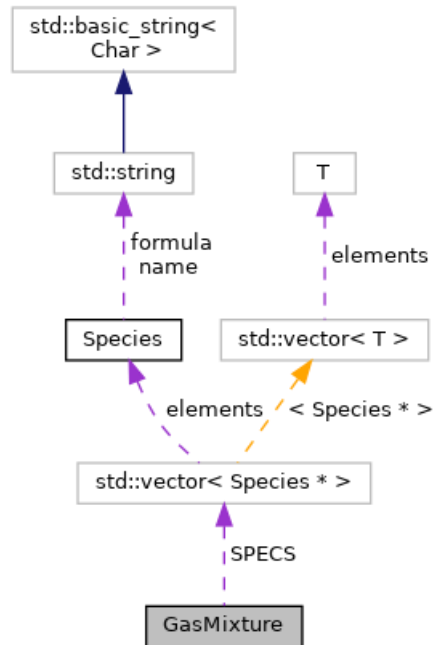 std::basic_string<
Char >
std::string
T
formula
name
elements
Species
std::vector< T >
elements
< Species * >
std::vector< Species * >
SPECS
GasMixture